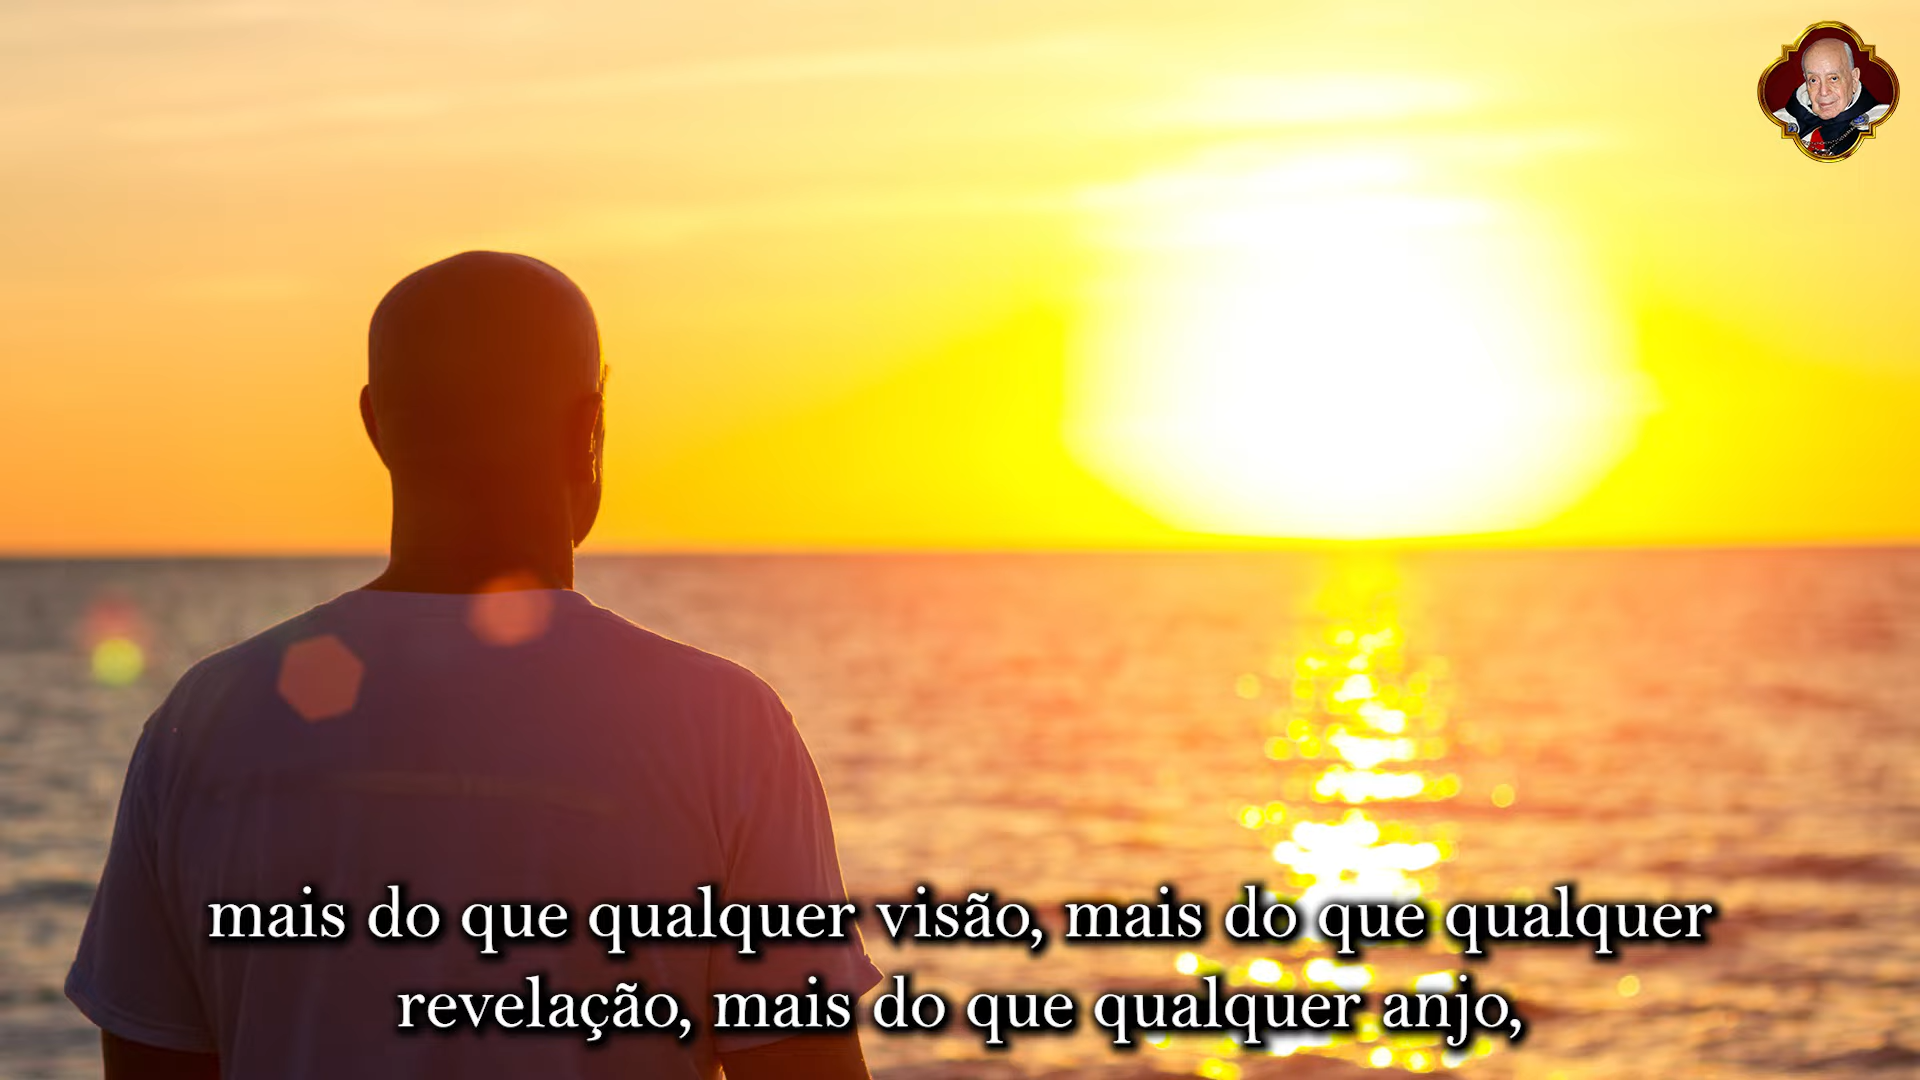 mais do que qualquer visão, mais do que qualquer
revelação, mais do que qualquer anjo,